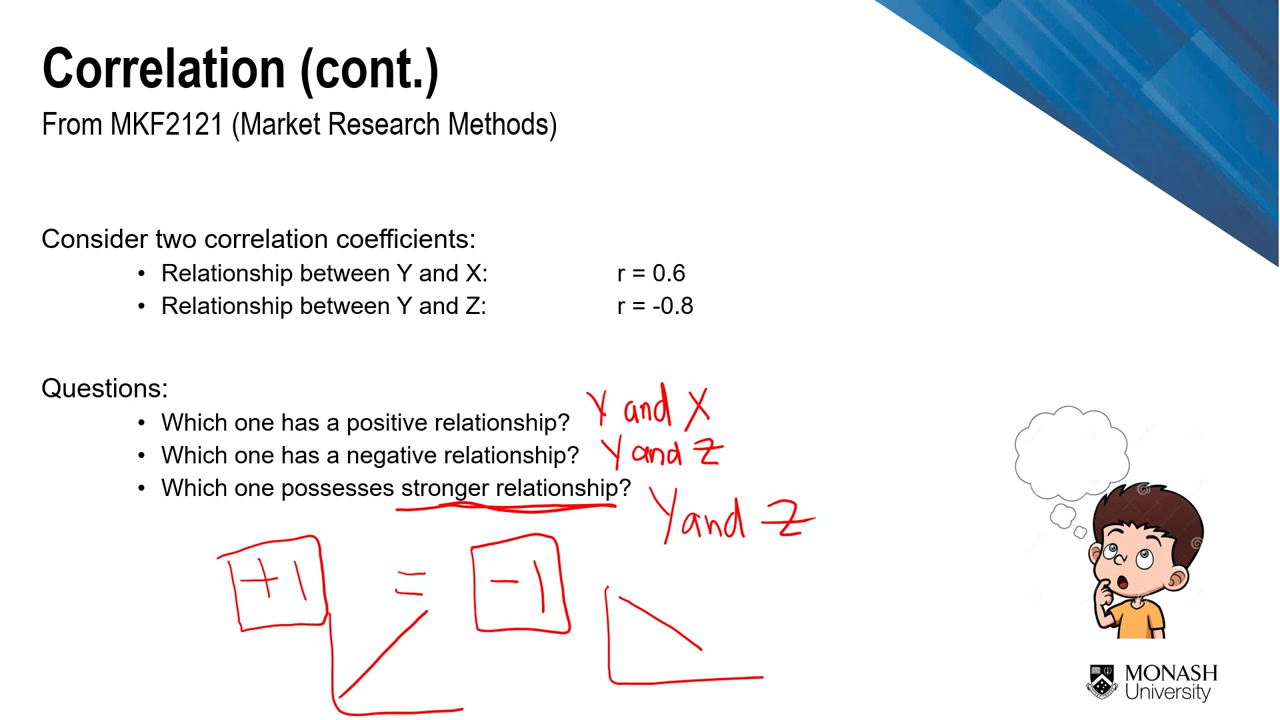 Correlation (cont.)
From MKF2121 (Market Research Methods)
Consider two correlation coefficients:
• Relationship between Y and X: r = 0.6
• Relationship between Y and Z: r = -0.8
Questions:
• Which one has a positive relationship? Y and X
• Which one has a negative relationship? Y and Z
• Which one possesses stronger relationship? Y and Z
+1 = -1
MONASH
University